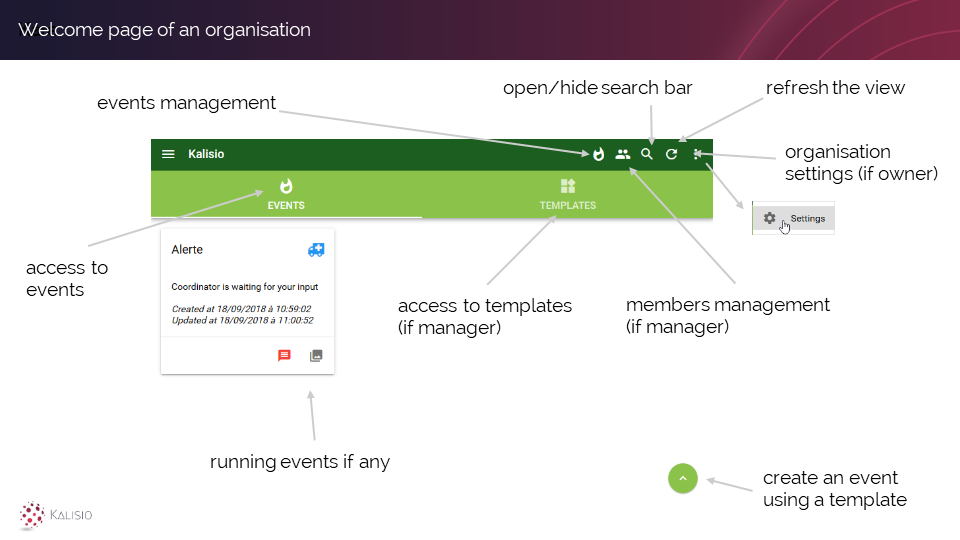 Welcome page of an organisation
open/hide search bar
refresh the view
events management
organisation
settings (if owner)
Kalisio
EVENTS
TEMPLATES
Settings
Alerte
Coordinator is waiting for your input
Created at 18/09/2018 à 10:59:02
Updated at 18/09/2018 à 11:00:52
access to
events
access to templates
(if manager)
members management
(if manager)
running events if any
create an event
using a template
KALISIO